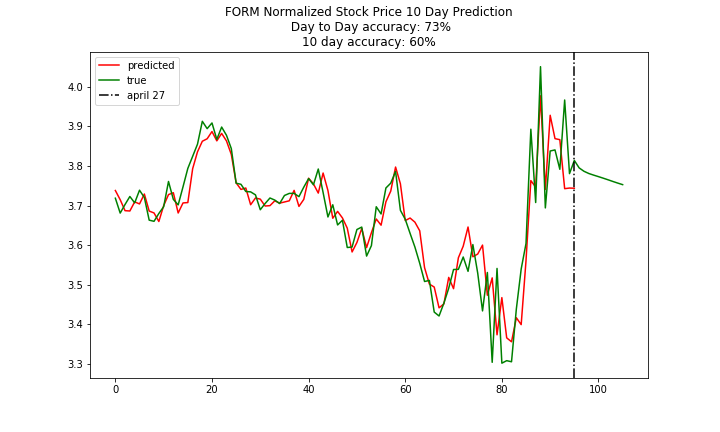 FORM Normalized Stock Price 10 Day Prediction
Day to Day accuracy: 73%
10 day accuracy: 60%
predicted
true
april 27
4.0
3.9
3.8
3.7
3.6
3.5
3.4
3.3
0 20 40 60 80 100